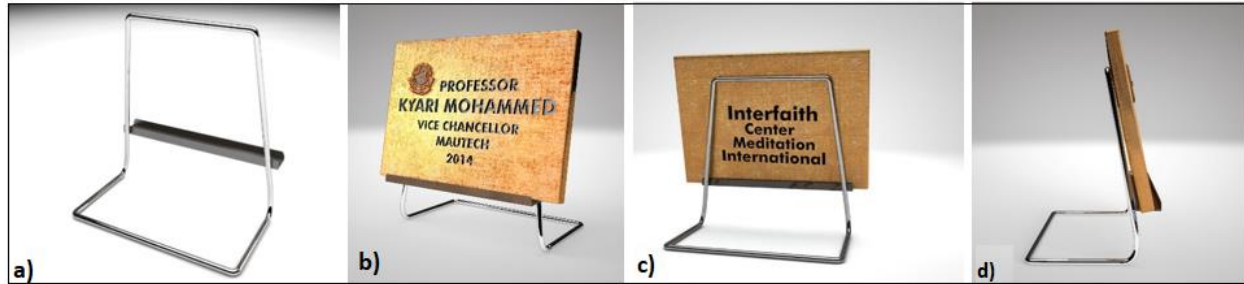 PROFESSOR
KYARI MOHAMMED
VICE CHANCELLOR
MAUTECH
2014
Interfaith
Center
Meditation
International
a)
b)
c)
d)